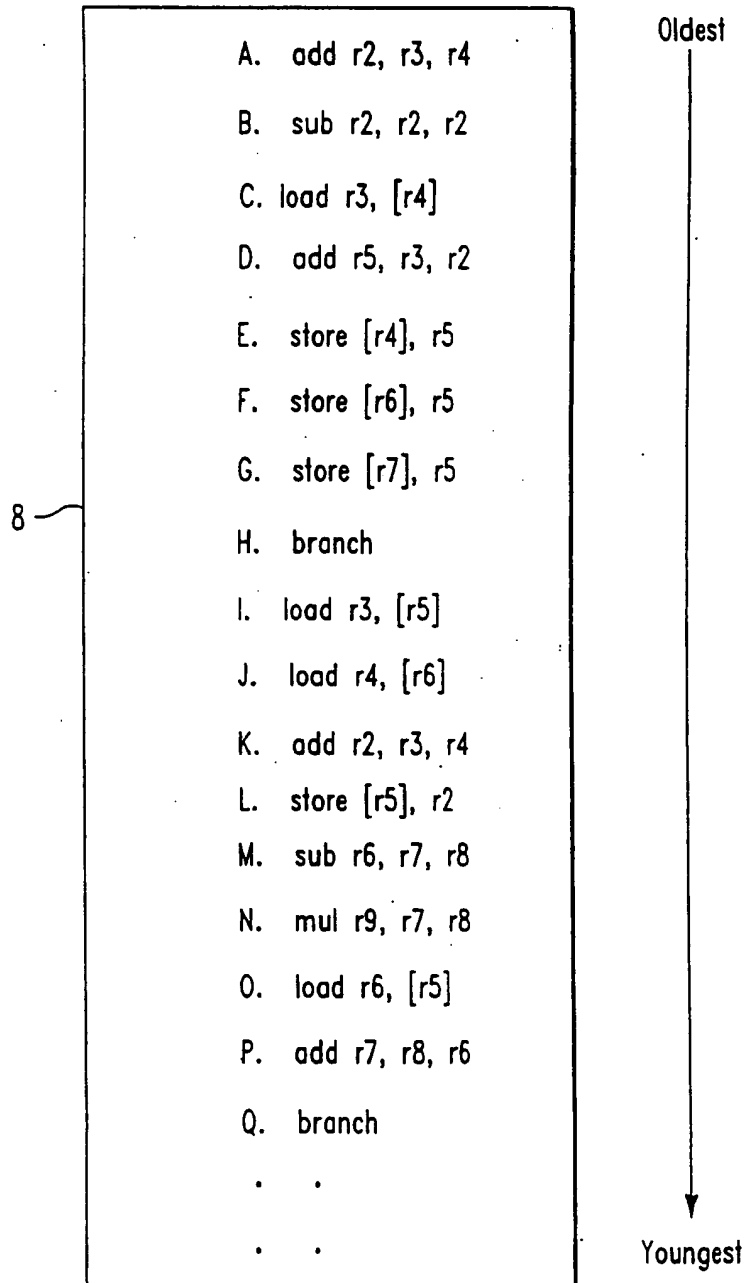 Oldest
A. add r2, r3, r4
B. sub r2, r2, r2
C. load r3, [r4]
D. add r5, r3, r2
E. store [r4], r5
F. store [r6], r5
G. store [r7], r5
8
H. branch
I. load r3, [r5]
J. load r4, [r6]
K. add r2, r3, r4
L. store [r5], r2
M. sub r6, r7, r8
N. mul r9, r7, r8
O. load r6, [r5]
P. add r7, r8, r6
Q. branch
. .
. .
Youngest